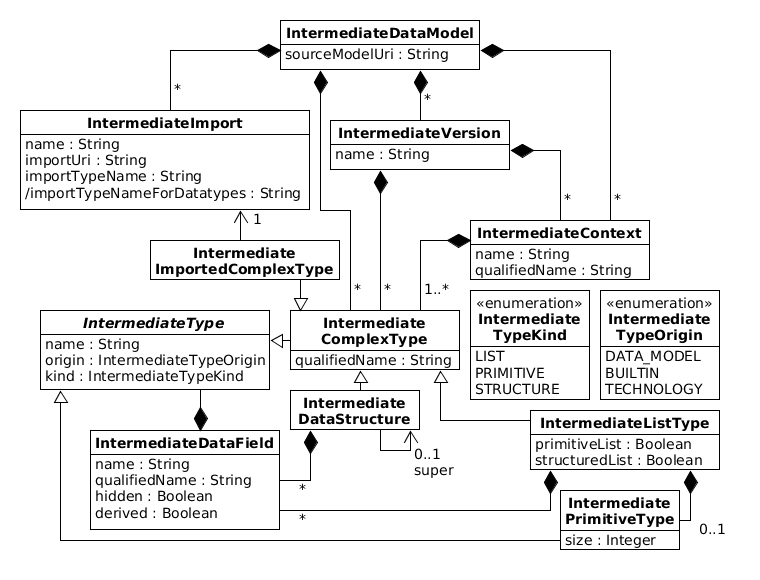 IntermediateDataModel
sourceModelUri : String
*
IntermediateImport
name : String
importUri : String
importTypeName : String
/importTypeNameForDatatypes : String
*
IntermediateVersion
name : String
*
*
IntermediateContext
name : String
qualifiedName : String
1
Intermediate
ImportedComplexType
*
*
1..*
IntermediateType
name : String
origin : IntermediateTypeOrigin
kind : IntermediateTypeKind
Intermediate
ComplexType
qualifiedName : String
«enumeration»
Intermediate
TypeKind
LIST
PRIMITIVE
STRUCTURE
«enumeration»
Intermediate
TypeOrigin
DATA_MODEL
BUILTIN
TECHNOLOGY
Intermediate
DataStructure
0..1
super
IntermediateListType
primitiveList : Boolean
structuredList : Boolean
IntermediateDataField
name : String
qualifiedName : String
hidden : Boolean
derived : Boolean
*
*
Intermediate
PrimitiveType
size : Integer
0..1